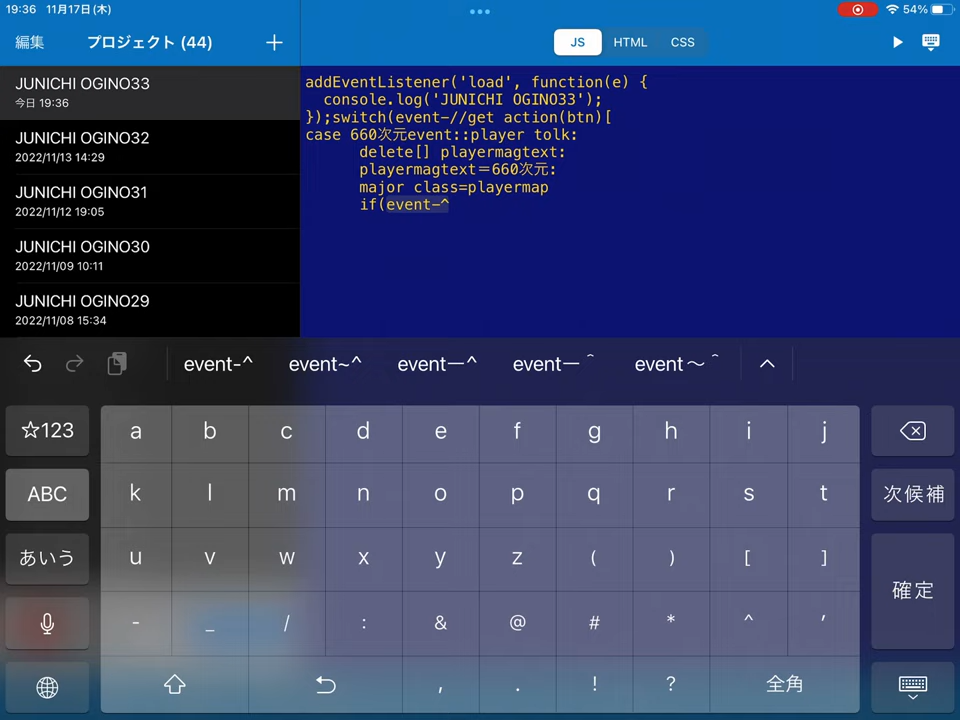 19:36 11月17日(木)
54%
編集
プロジェクト (44)
+
JS
HTML
CSS
JUNICHI OGINO33
今日 19:36
JUNICHI OGINO32
2022/11/13 14:29
JUNICHI OGINO31
2022/11/12 19:05
JUNICHI OGINO30
2022/11/09 10:11
JUNICHI OGINO29
2022/11/08 15:34
addEventListener('load', function(e) {
  console.log('JUNICHI OGINO33');
});switch(event-//get action(btn)[
case 660次元event::player tolk:
      delete[] playermagtext:
      playermagtext＝660次元:
      major class=playermap
      if(event-^
event-^ event~^ event一^ event一＾ event〜＾
☆123 a b c d e f g h i j
ABC k l m n o p q r s t 次候補
あいう u v w x y z ( ) [ ] 確定
- _ / : & @ # * ^ ′
, . ! ? 全角